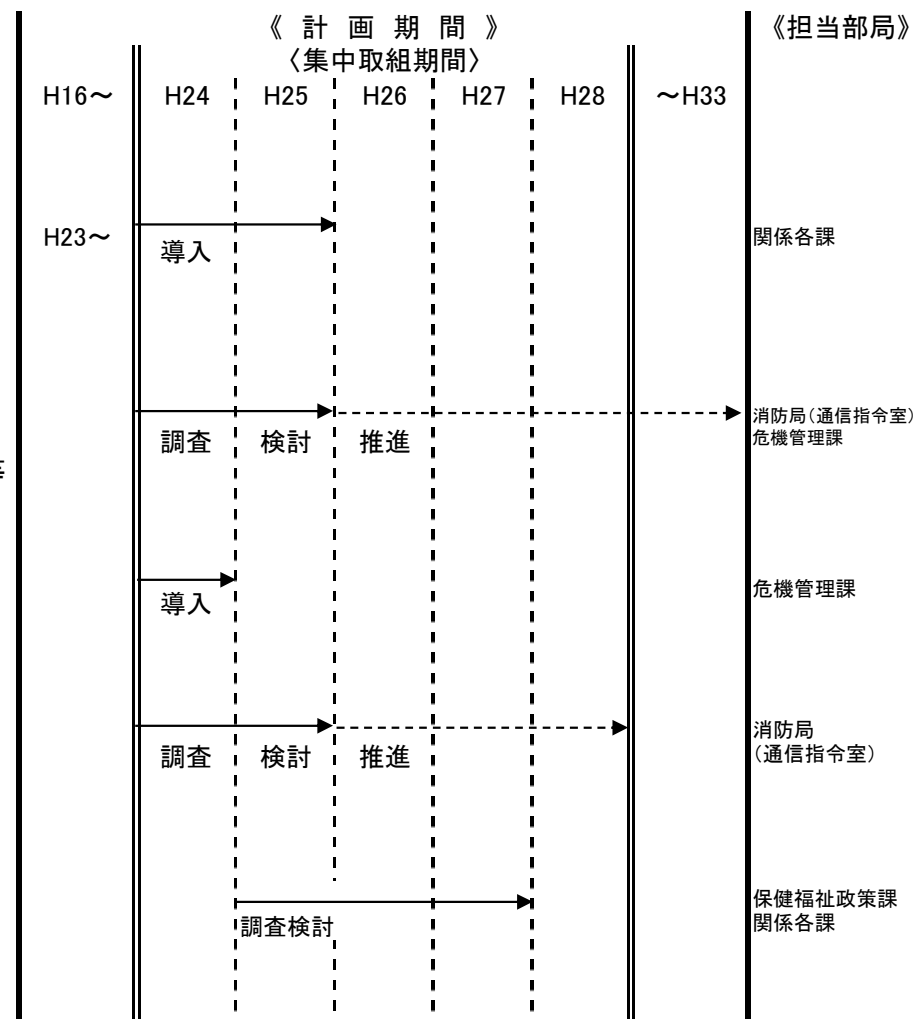 《 計 画 期 間 》 《担当部局》
〈集中取組期間〉
H16～ H24 H25 H26 H27 H28 ～H33
H23～ 関係各課
導入
消防局(通信指令室)
調査 検討 推進 危機管理課
導入 危機管理課
消防局
調査 検討 推進 (通信指令室)
保健福祉政策課
調査検討 関係各課